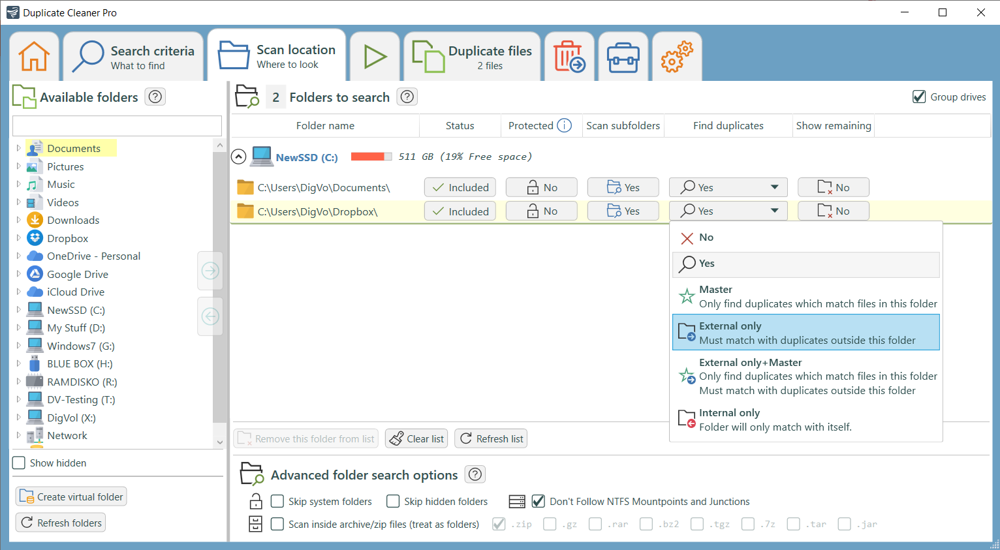 Duplicate Cleaner Pro
Search criteria
What to find
Scan location
Where to look
Duplicate files
2 files
Available folders ?
Documents
Pictures
Music
Videos
Downloads
Dropbox
OneDrive - Personal
Google Drive
iCloud Drive
NewSSD (C:)
My Stuff (D:)
Windows7 (G:)
BLUE BOX (H:)
RAMDISKO (R:)
DV-Testing (T:)
DigVol (X:)
Network
Show hidden
Create virtual folder
Refresh folders
2 Folders to search ?
Group drives
Folder name Status Protected i Scan subfolders Find duplicates Show remaining
NewSSD (C:) 511 GB (19% Free space)
C:\Users\DigVo\Documents\ Included No Yes Yes No
C:\Users\DigVo\Dropbox\ Included No Yes Yes No
No
Yes
Master
Only find duplicates which match files in this folder
External only
Must match with duplicates outside this folder
External only+Master
Only find duplicates which match files in this folder
Must match with duplicates outside this folder
Internal only
Folder will only match with itself.
Remove this folder from list Clear list Refresh list
Advanced folder search options ?
Skip system folders Skip hidden folders Don't Follow NTFS Mountpoints and Junctions
Scan inside archive/zip files (treat as folders) .zip .gz .rar .bz2 .tgz .7z .tar .jar